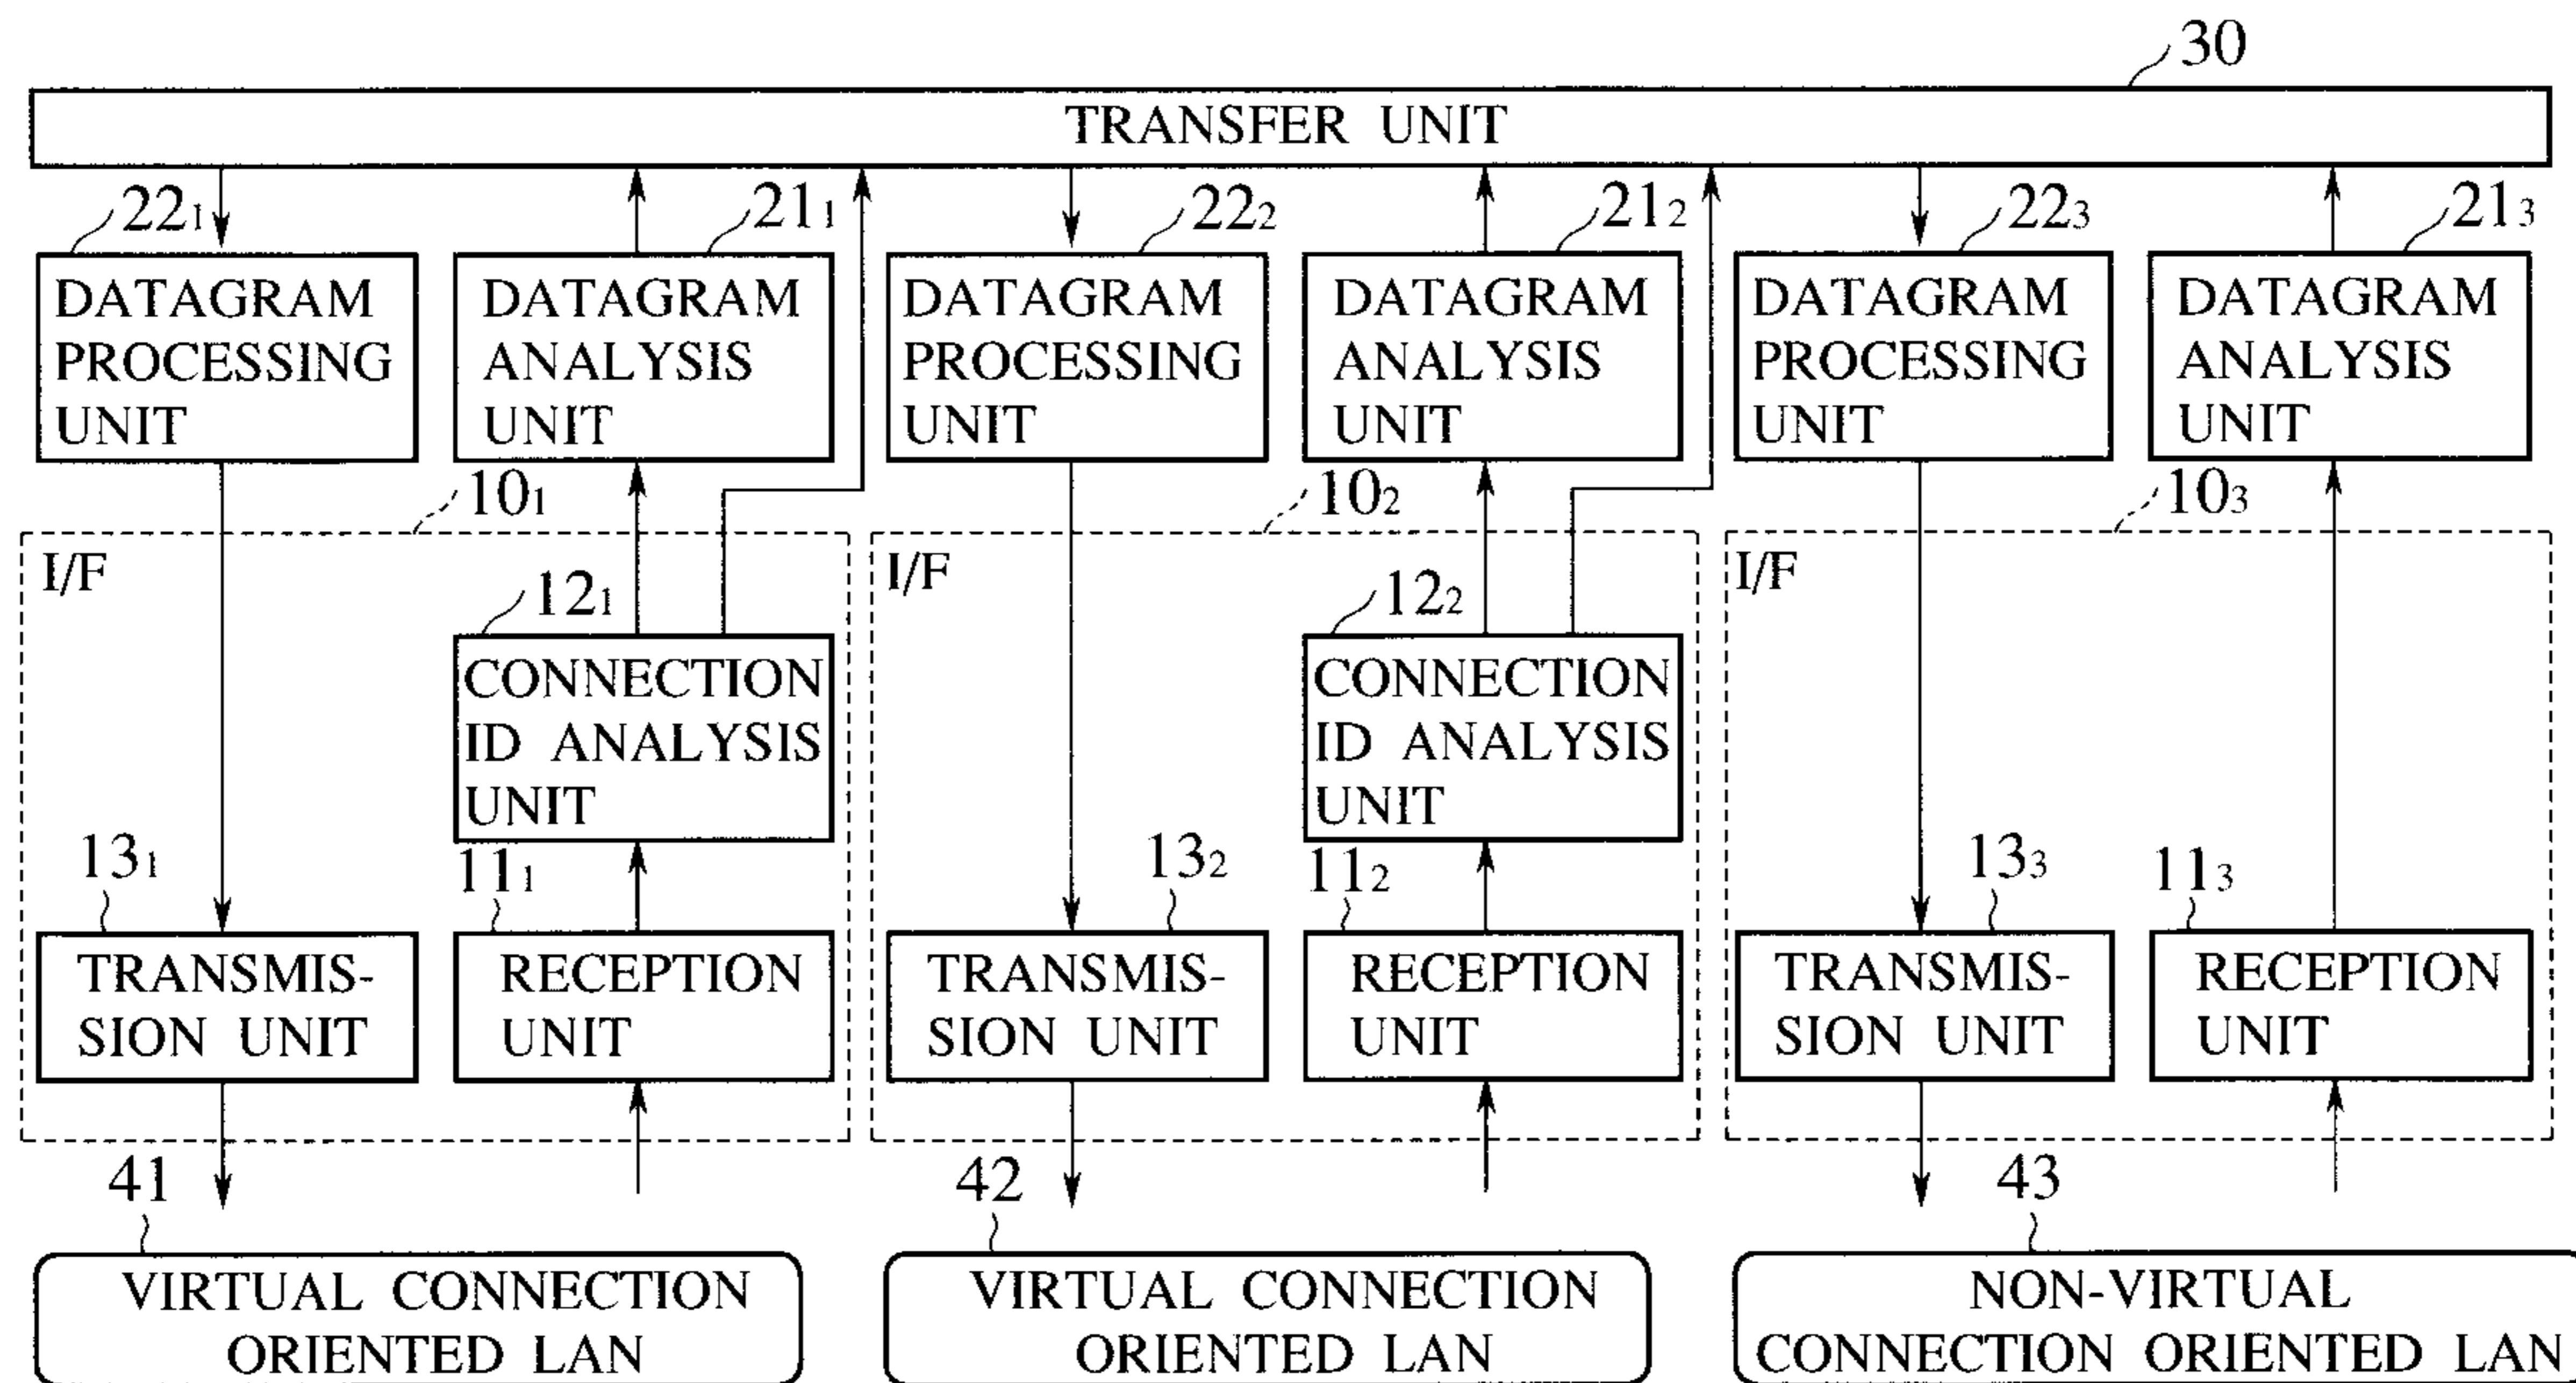 30
TRANSFER UNIT
22₁
21₁
22₂
21₂
22₃
21₃
DATAGRAM
PROCESSING
UNIT
DATAGRAM
ANALYSIS
UNIT
DATAGRAM
PROCESSING
UNIT
DATAGRAM
ANALYSIS
UNIT
DATAGRAM
PROCESSING
UNIT
DATAGRAM
ANALYSIS
UNIT
10₁
10₂
10₃
I/F
I/F
I/F
12₁
12₂
CONNECTION
ID ANALYSIS
UNIT
CONNECTION
ID ANALYSIS
UNIT
13₁
11₁
13₂
11₂
13₃
11₃
TRANSMIS-
SION UNIT
RECEPTION
UNIT
TRANSMIS-
SION UNIT
RECEPTION
UNIT
TRANSMIS-
SION UNIT
RECEPTION
UNIT
41
42
43
VIRTUAL CONNECTION
ORIENTED LAN
VIRTUAL CONNECTION
ORIENTED LAN
NON-VIRTUAL
CONNECTION ORIENTED LAN